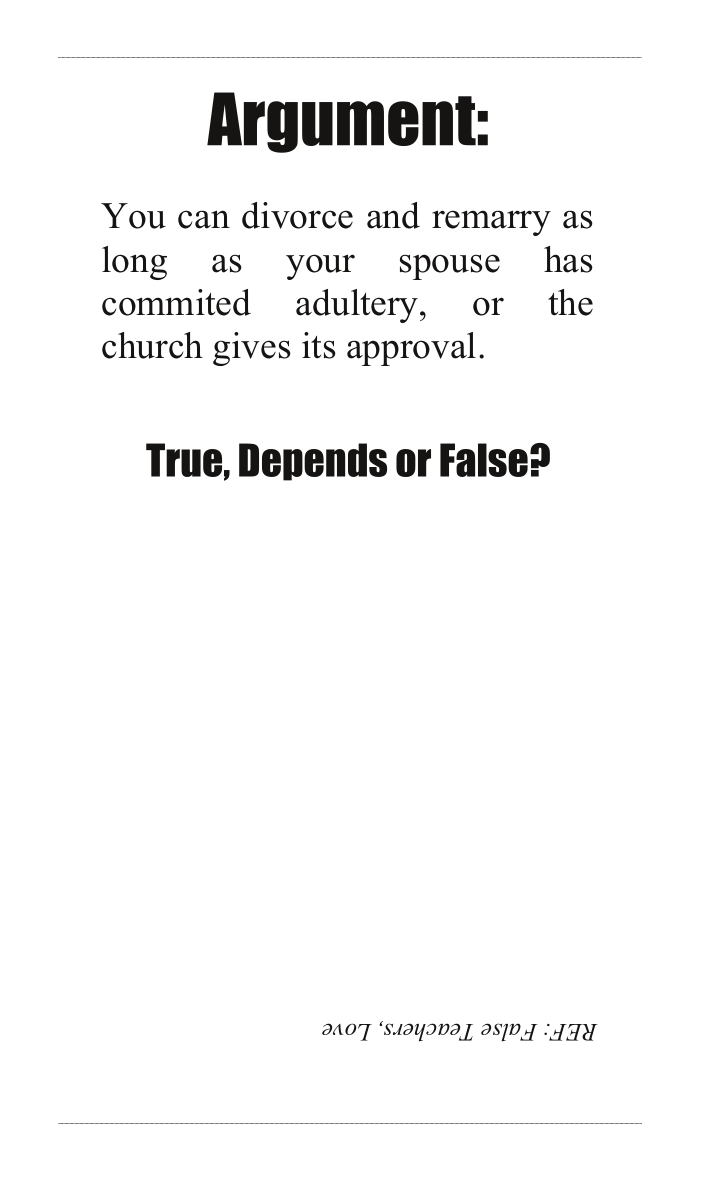 Argument:
You can divorce and remarry as
long as your spouse has
commited adultery, or the
church gives its approval.
True, Depends or False?
REF: False Teachers, Love